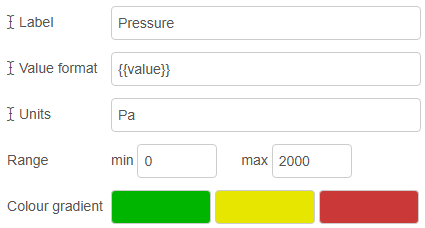 Label Pressure
Value format {{value}}
Units Pa
Range min 0 max 2000
Colour gradient